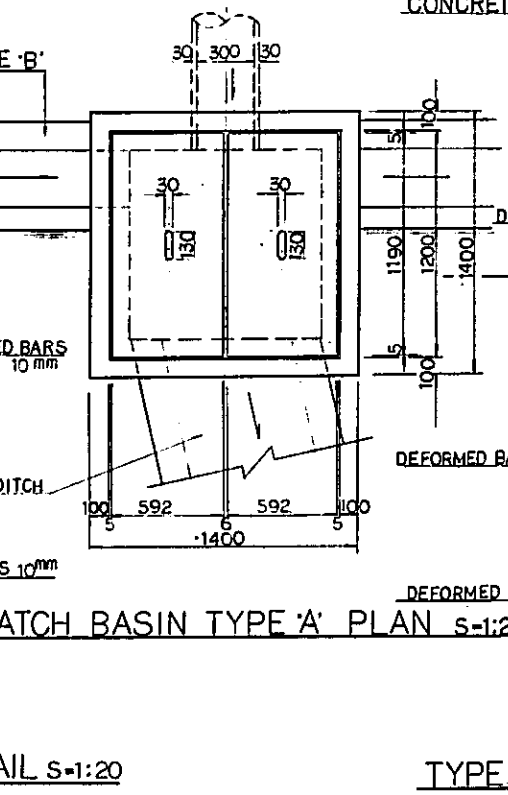 CONCRET
30 300 30
E 'B'
100
5
30
30
130
130
D
1190
1200
1400
ED BARS
10 mm
5
100
DEFORMED BA
DITCH
100 592 592 100
5 6 5
1400
S 10mm
DEFORMED
ATCH BASIN TYPE 'A' PLAN S=1:2
AIL S=1:20
TYPE